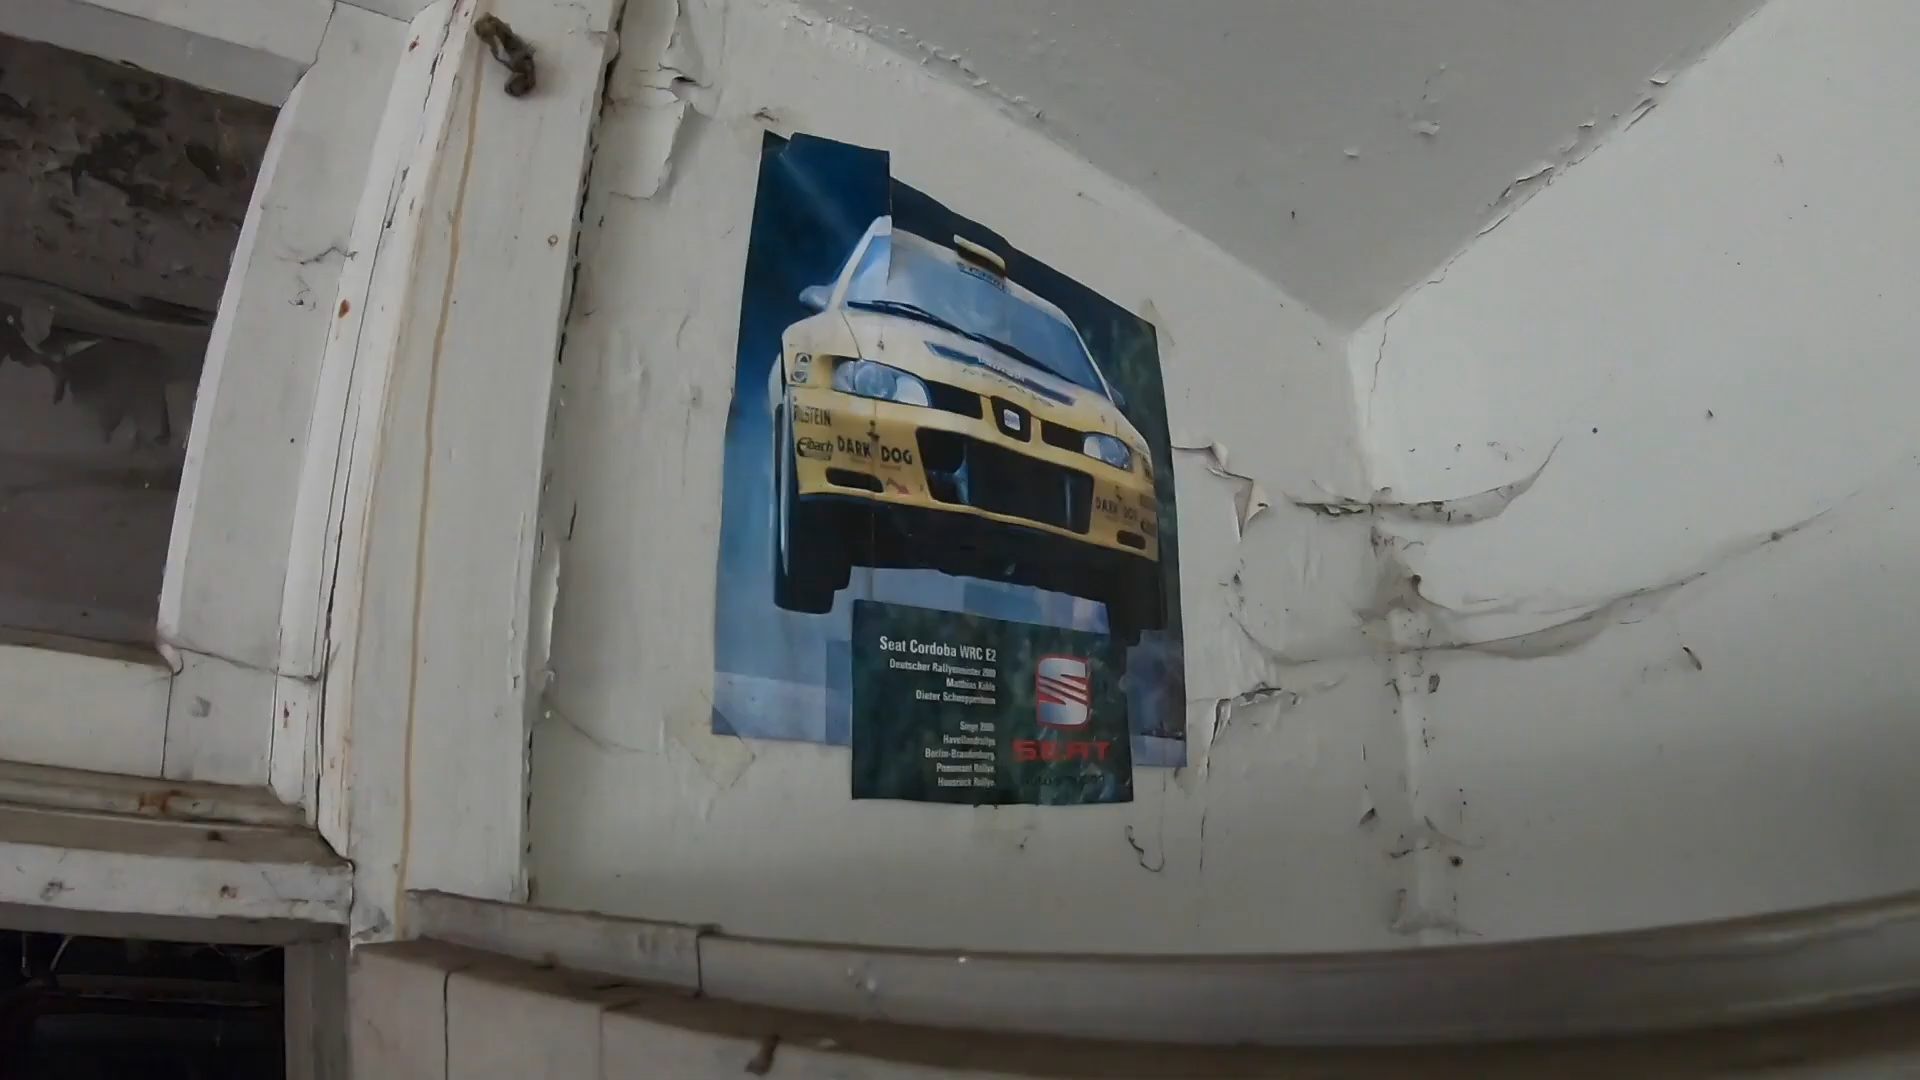 BILSTEIN
Eibach DARK DOG
DARK DOG
Seat Cordoba WRC E2
Deutscher Rallyemeister 2000
Matthias Kahle
Dieter Schneppenheim
Siege 2000:
Havellandrallye
Berlin-Brandenburg
Pneumant Rallye
Hunsrück Rallye
SEAT